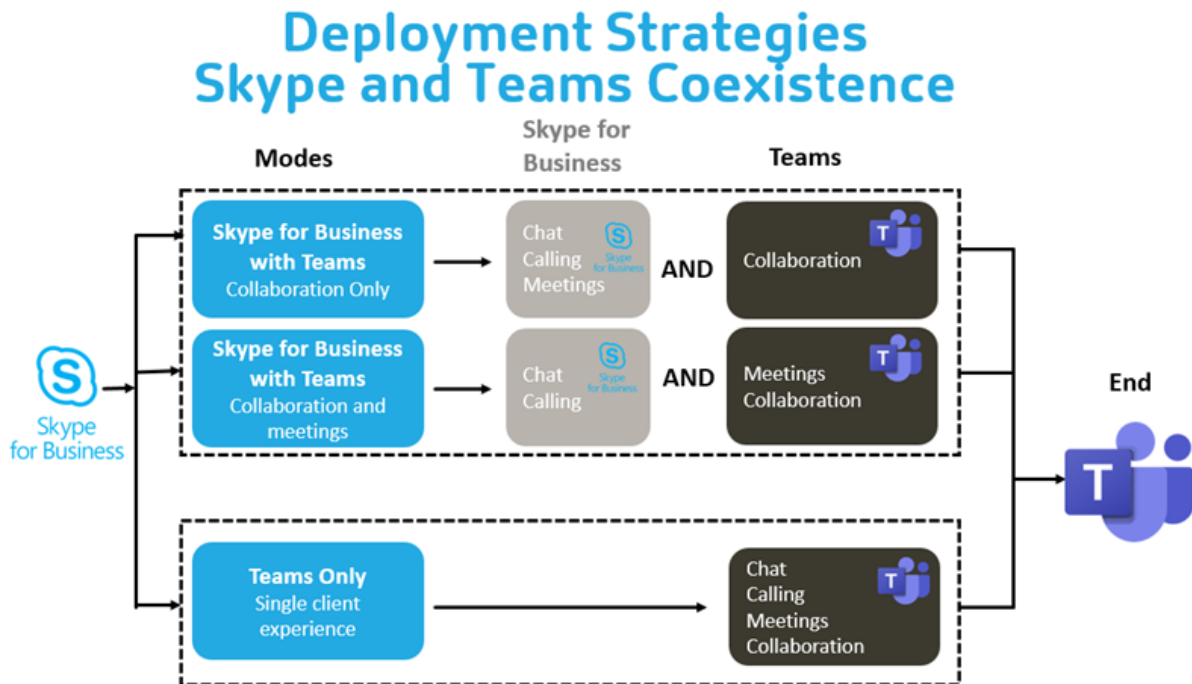 Deployment Strategies
Skype and Teams Coexistence
Modes
Skype for
Business
Teams
Skype for Business
with Teams
Collaboration Only
Chat
Calling
Meetings
S
Skype
for Business
AND
Collaboration
T
Skype for Business
with Teams
Collaboration and
meetings
Chat
Calling
S
Skype
for Business
AND
Meetings
Collaboration
T
S
Skype
for Business
End
T
Teams Only
Single client
experience
Chat
Calling
Meetings
Collaboration
T